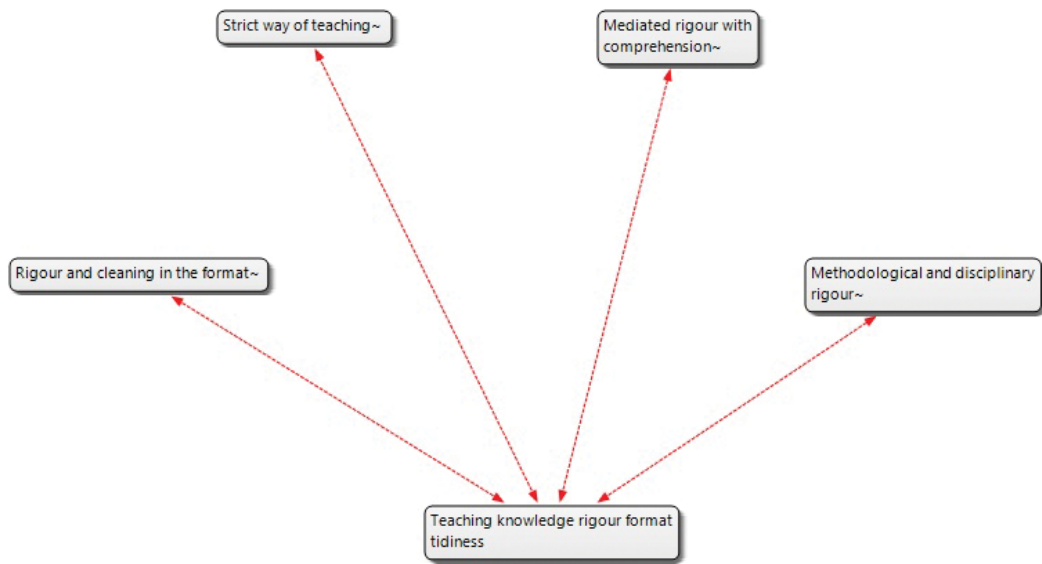 Strict way of teaching~
Mediated rigour with
comprehension~
Rigour and cleaning in the format~
Methodological and disciplinary
rigour~
Teaching knowledge rigour format
tidiness